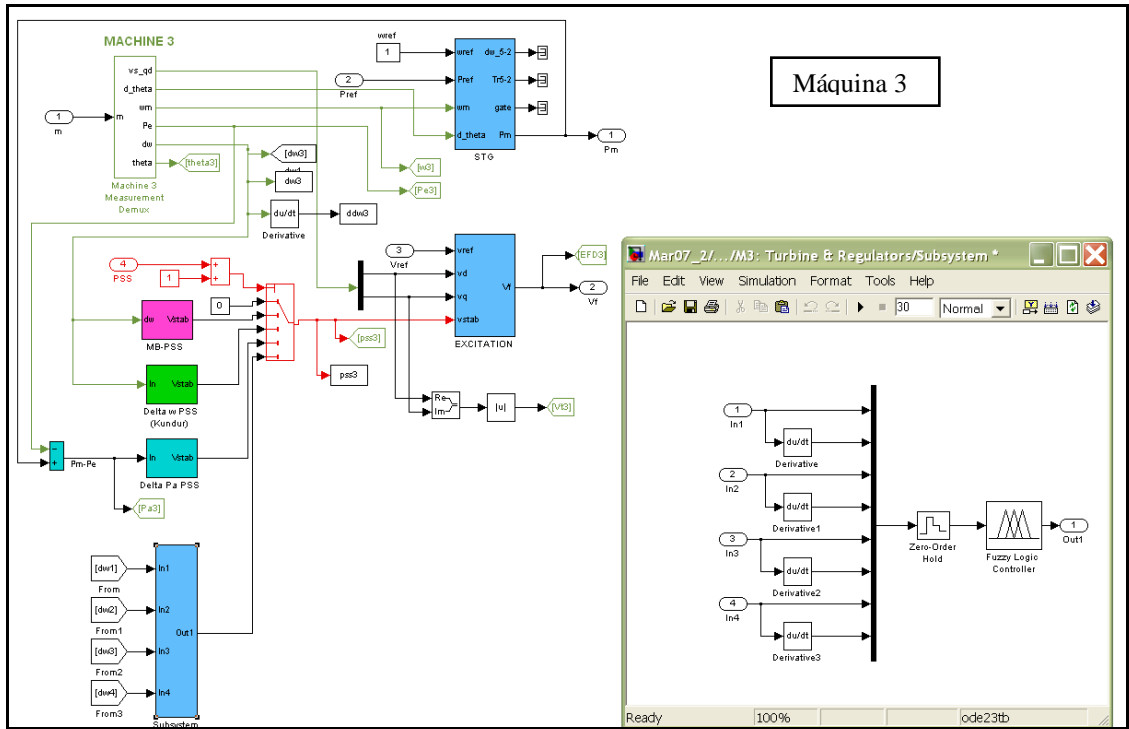 MACHINE 3
vs_qd
d_theta
wm
Pe
dw
theta
m
1
m
Machine 3
Measurement
Demux
[theta3]
wref
1
2
Pref
wref
Pref
wm
d_theta
dw_5-2
Tr5-2
gate
Pm
STG
1
Pm
[dw3]
dw3
du/dt
Derivative
ddw3
[w3]
[Pe3]
Máquina 3
4
PSS
1
+
+
0
dw
Vstab
MB-PSS
In
Vstab
Delta w PSS
(Kundur)
-
+
Pm-Pe
In
Vstab
Delta Pa PSS
[Pa3]
3
Vref
vref
vd
vq
vstab
Vf
EXCITATION
[EFD3]
2
Vf
[pss3]
pss3
Re
Im
|u|
[Vt3]
[dw1]
From
[dw2]
From1
[dw3]
From2
[dw4]
From3
In1
In2
In3
In4
Out1
Subsystem
Mar07_2/.../M3: Turbine & Regulators/Subsystem *
File Edit View Simulation Format Tools Help
30
Normal
1
In1
du/dt
Derivative
2
In2
du/dt
Derivative1
3
In3
du/dt
Derivative2
4
In4
du/dt
Derivative3
Zero-Order
Hold
Fuzzy Logic
Controller
1
Out1
Ready 100% ode23tb